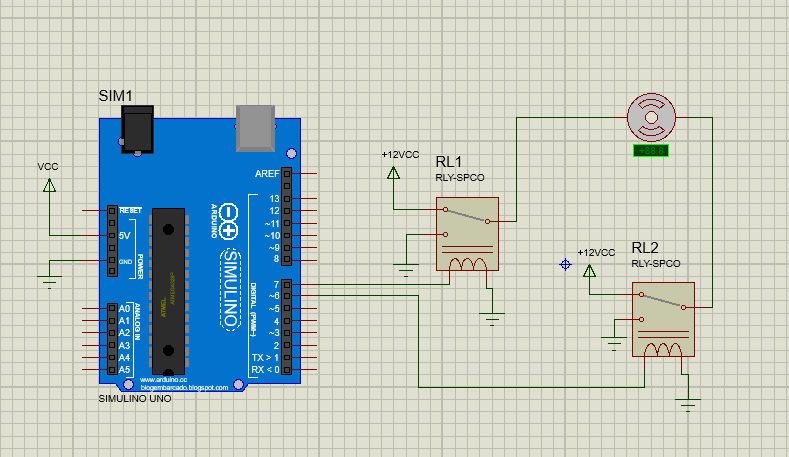 SIM1
AREF
13
12
~11
~10
~9
8
7
~6
~5
4
~3
2
TX > 1
RX < 0
DIGITAL (PWM~)
ARDUINO
SIMULINO
VCC
RESET
5V
GND
POWER
A0
A1
A2
A3
A4
A5
ANALOG IN
ATMEL
www.arduino.cc
blogembarcado.blogspot.com
SIMULINO UNO
+12VCC
RL1
RLY-SPCO
+12VCC
RL2
RLY-SPCO